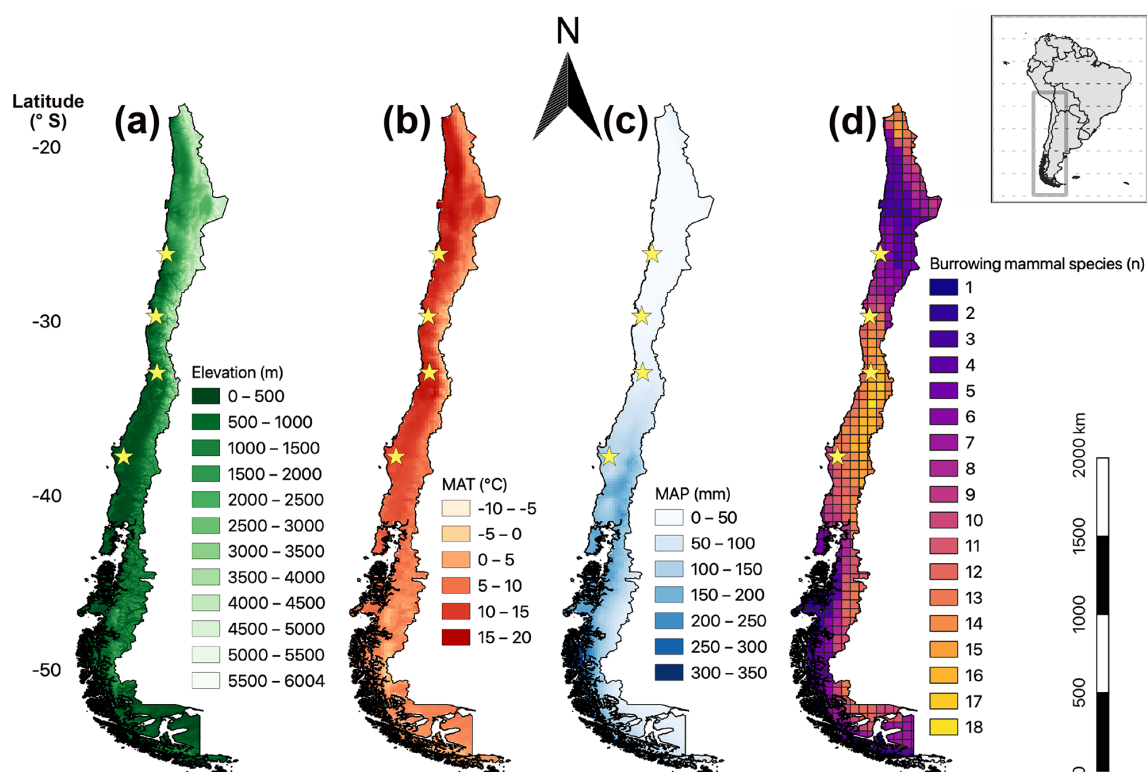 N
Latitude
(° S)
(a)
(b)
(c)
(d)
-20
-30
-40
-50
Elevation (m)
0 – 500
500 – 1000
1000 – 1500
1500 – 2000
2000 – 2500
2500 – 3000
3000 – 3500
3500 – 4000
4000 – 4500
4500 – 5000
5000 – 5500
5500 – 6004
MAT (°C)
-10 – -5
-5 – 0
0 – 5
5 – 10
10 – 15
15 – 20
MAP (mm)
0 – 50
50 – 100
100 – 150
150 – 200
200 – 250
250 – 300
300 – 350
Burrowing mammal species (n)
1
2
3
4
5
6
7
8
9
10
11
12
13
14
15
16
17
18
2000 km
1500
1000
500
0